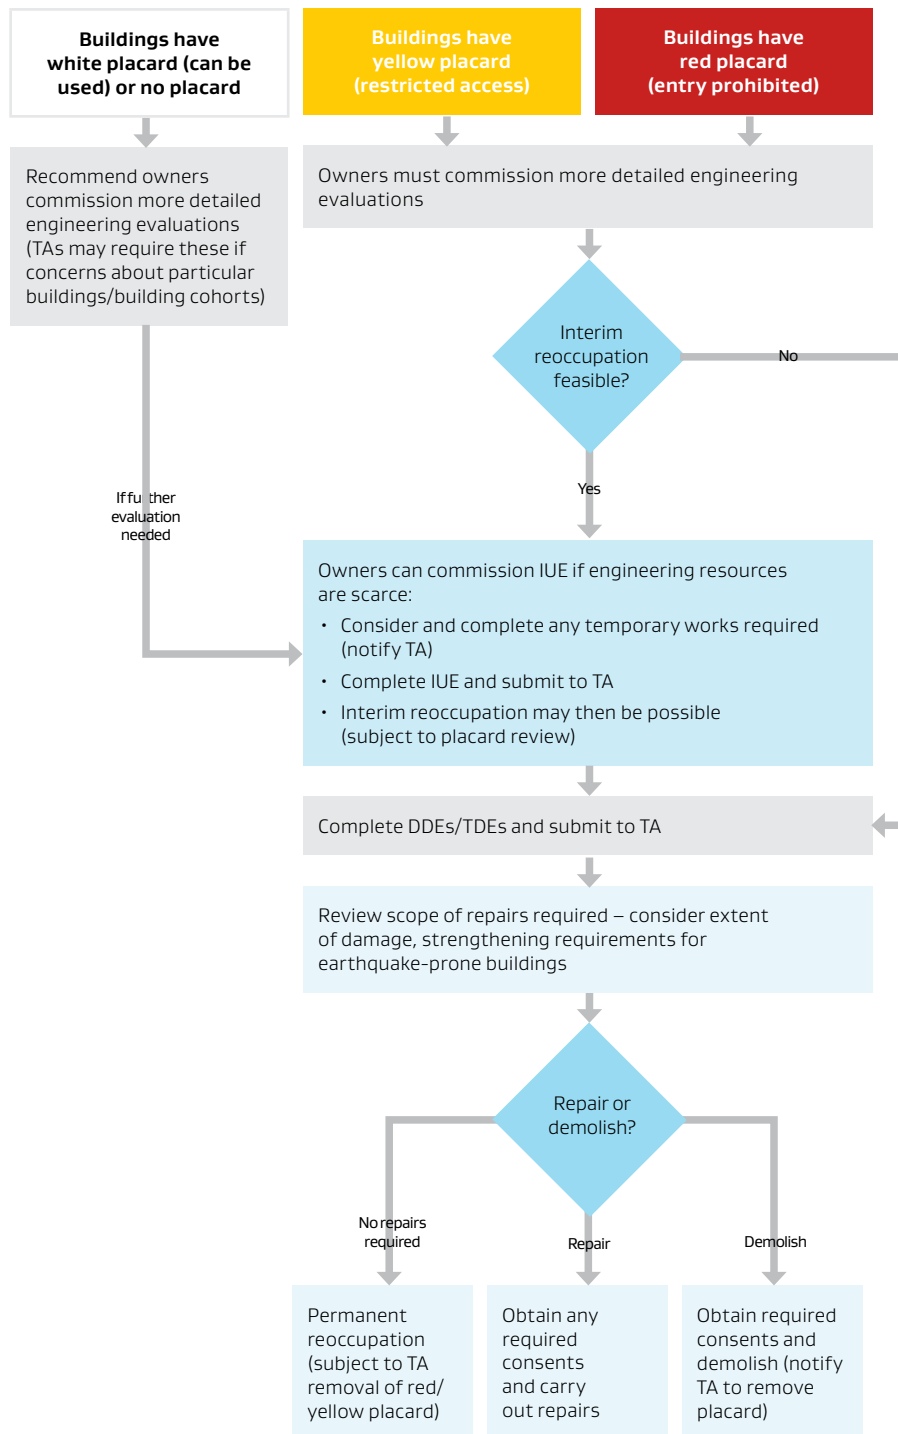 Buildings have
white placard (can be
used) or no placard
Buildings have
yellow placard
(restricted access)
Buildings have
red placard
(entry prohibited)
Recommend owners
commission more detailed
engineering evaluations
(TAs may require these if
concerns about particular
buildings/building cohorts)
Owners must commission more detailed engineering
evaluations
Interim
reoccupation
feasible?
No
Yes
If further
evaluation
needed
Owners can commission IUE if engineering resources
are scarce:
• Consider and complete any temporary works required
(notify TA)
• Complete IUE and submit to TA
• Interim reoccupation may then be possible
(subject to placard review)
Complete DDEs/TDEs and submit to TA
Review scope of repairs required – consider extent
of damage, strengthening requirements for
earthquake-prone buildings
Repair or
demolish?
No repairs
required
Repair
Demolish
Permanent
reoccupation
(subject to TA
removal of red/
yellow placard)
Obtain any
required
consents
and carry
out repairs
Obtain required
consents and
demolish (notify
TA to remove
placard)